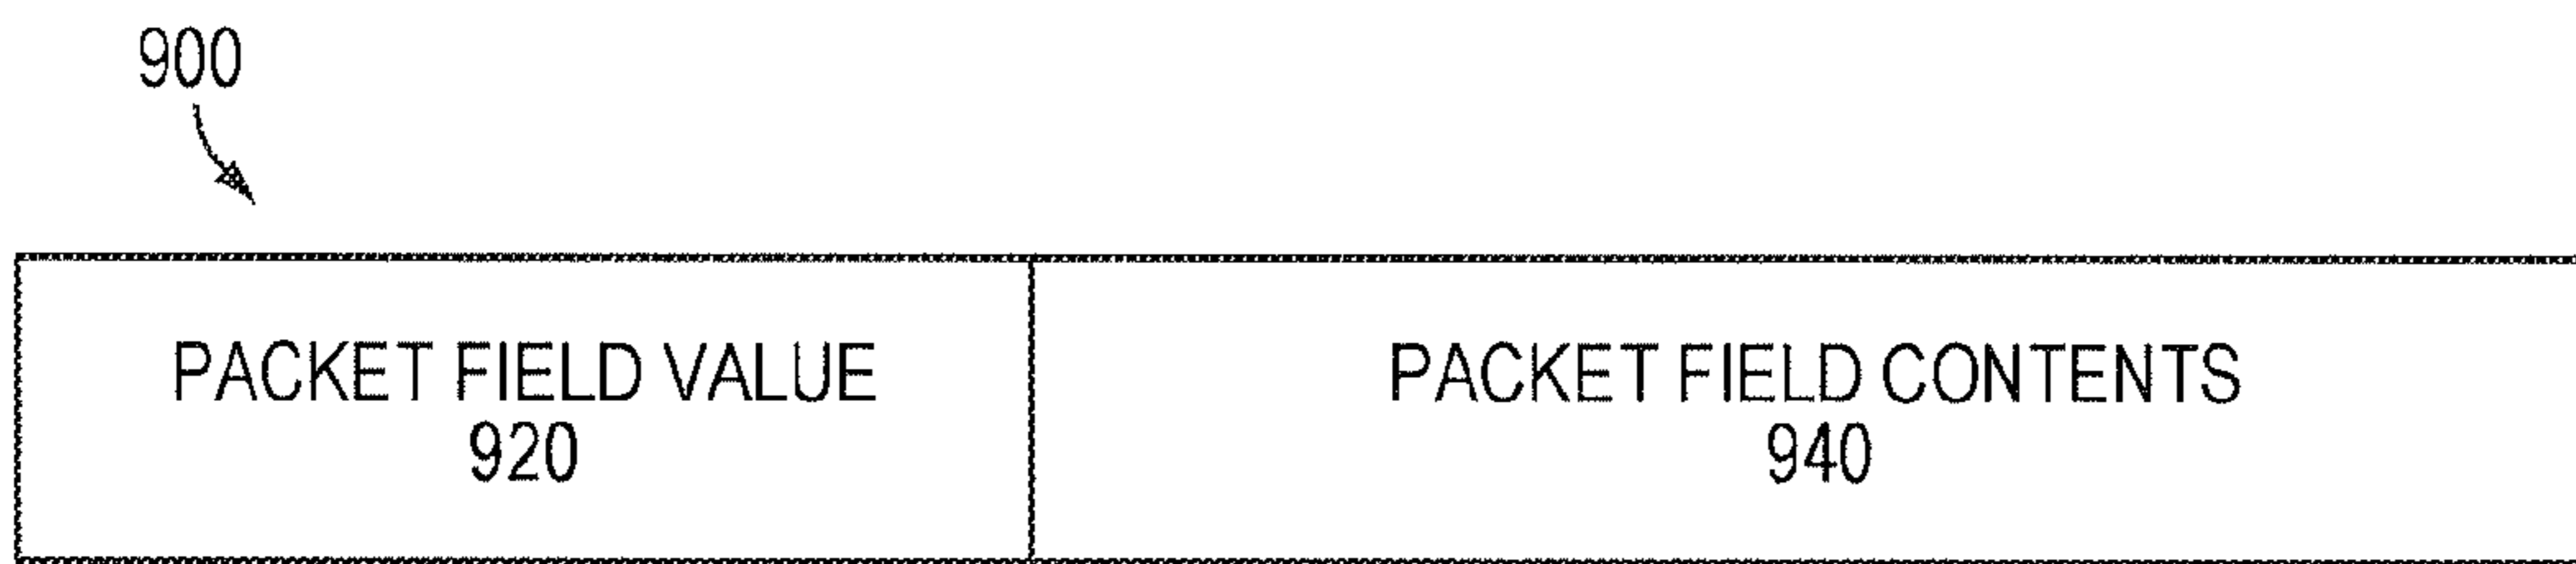 900
PACKET FIELD VALUE
920
PACKET FIELD CONTENTS
940